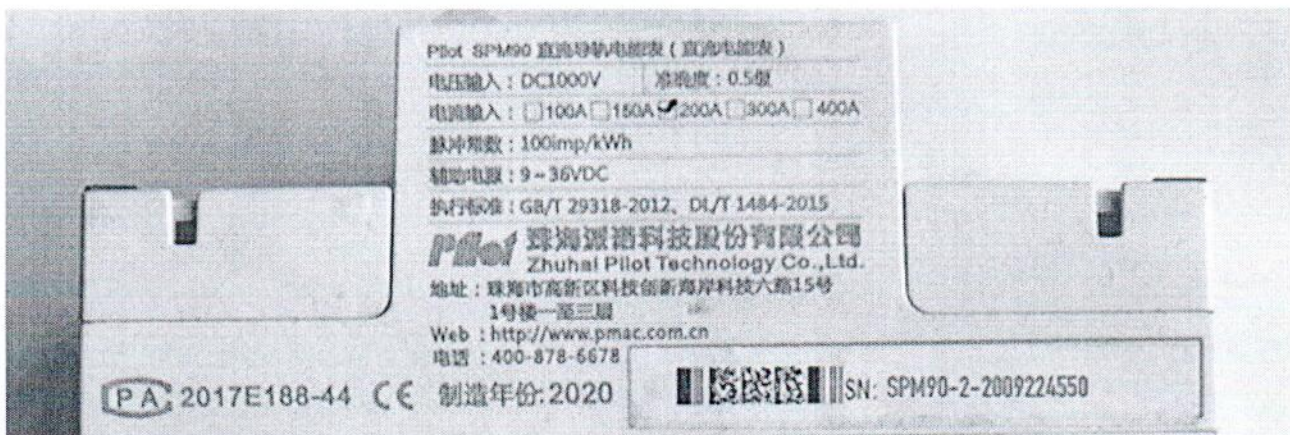 Pilot SPM90 直流导轨电能表 ( 直流电能表 )
电压输入 : DC1000V 准确度 : 0.5级
电流输入 : □100A □150A ☑200A □300A □400A
脉冲常数 : 100imp/kWh
辅助电源 : 9~36VDC
执行标准 : GB/T 29318-2012、DL/T 1484-2015
Pilot 珠海派诺科技股份有限公司
Zhuhai Pilot Technology Co.,Ltd.
地址 : 珠海市高新区科技创新海岸科技六路15号
1号楼一至三层
Web : http://www.pmac.com.cn
电话 : 400-878-6678
PA 2017E188-44 CE 制造年份:2020 SN: SPM90-2-2009224550